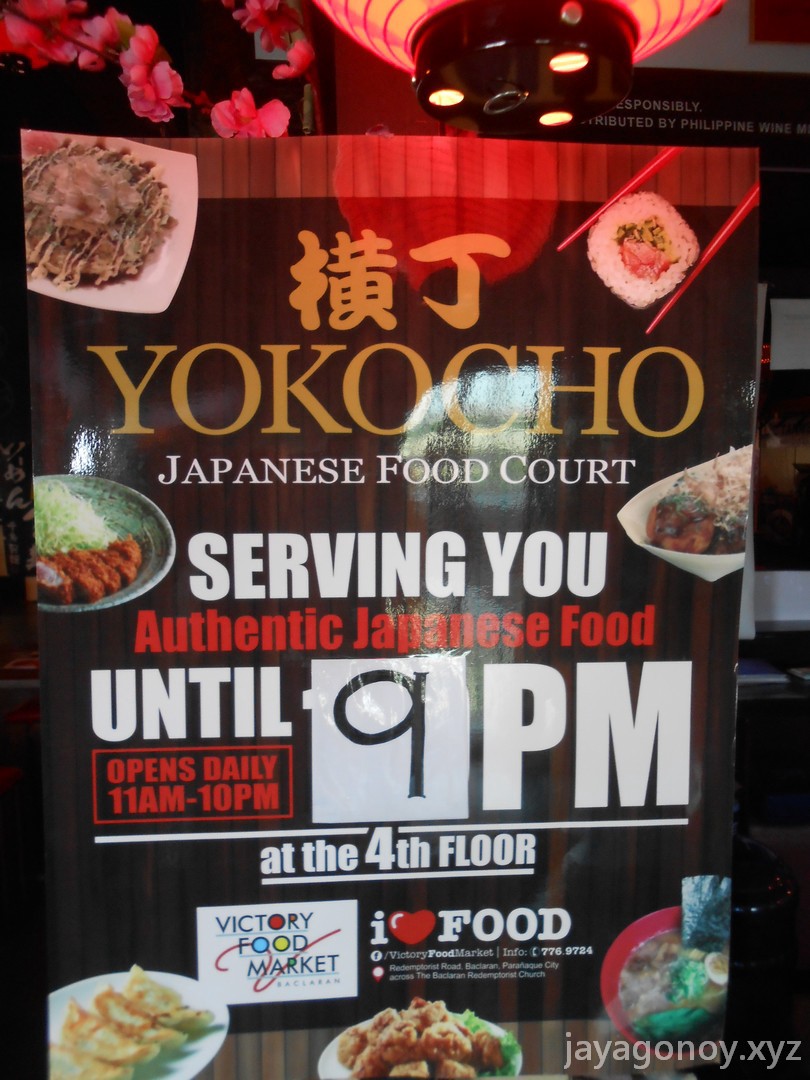 ESPONSIBLY.
TRIBUTED BY PHILIPPINE WINE M
横丁
YOKOCHO
JAPANESE FOOD COURT
SERVING YOU
Authentic Japanese Food
UNTIL 9 PM
OPENS DAILY
11AM-10PM
at the 4th FLOOR
VICTORY
FOOD
MARKET
BACLARAN
i FOOD
/VictoryFoodMarket | Info: 776.9724
Redemptorist Road, Baclaran, Parañaque City
across The Baclaran Redemptorist Church
jayagonoy.xyz